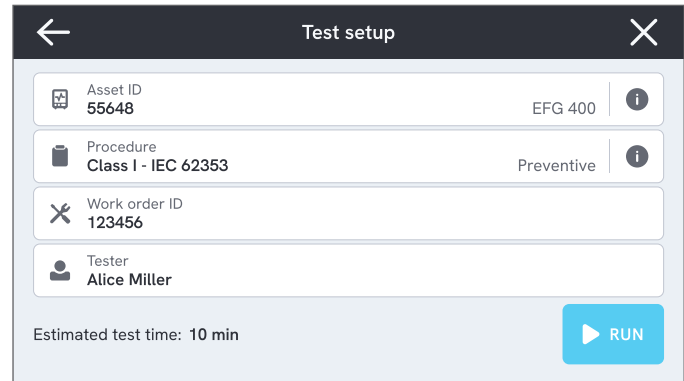 Test setup
Asset ID
55648
EFG 400
Procedure
Class I - IEC 62353
Preventive
Work order ID
123456
Tester
Alice Miller
Estimated test time: 10 min
RUN